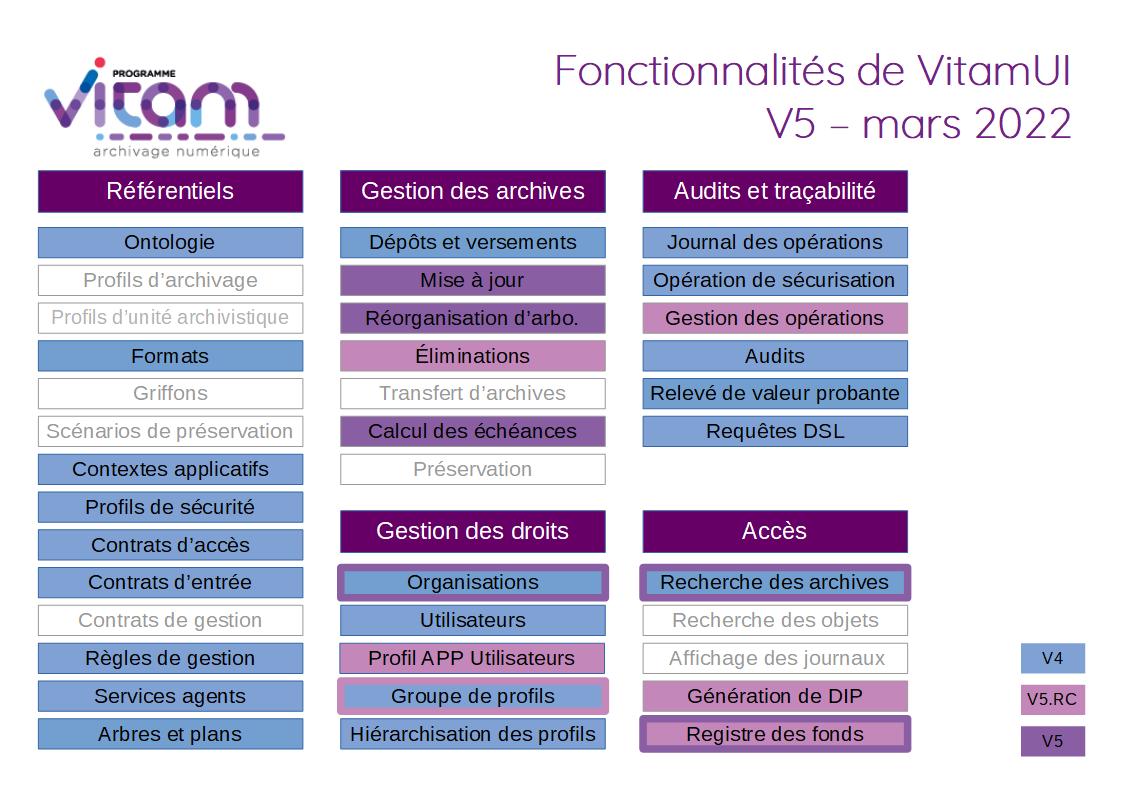 PROGRAMME
vitam
archivage numérique
Fonctionnalités de VitamUI
V5 – mars 2022
Référentiels
Ontologie
Profils d’archivage
Profils d’unité archivistique
Formats
Griffons
Scénarios de préservation
Contextes applicatifs
Profils de sécurité
Contrats d’accès
Contrats d’entrée
Contrats de gestion
Règles de gestion
Services agents
Arbres et plans
Gestion des archives
Dépôts et versements
Mise à jour
Réorganisation d’arbo.
Éliminations
Transfert d’archives
Calcul des échéances
Préservation
Gestion des droits
Organisations
Utilisateurs
Profil APP Utilisateurs
Groupe de profils
Hiérarchisation des profils
Audits et traçabilité
Journal des opérations
Opération de sécurisation
Gestion des opérations
Audits
Relevé de valeur probante
Requêtes DSL
Accès
Recherche des archives
Recherche des objets
Affichage des journaux
Génération de DIP
Registre des fonds
V4
V5.RC
V5